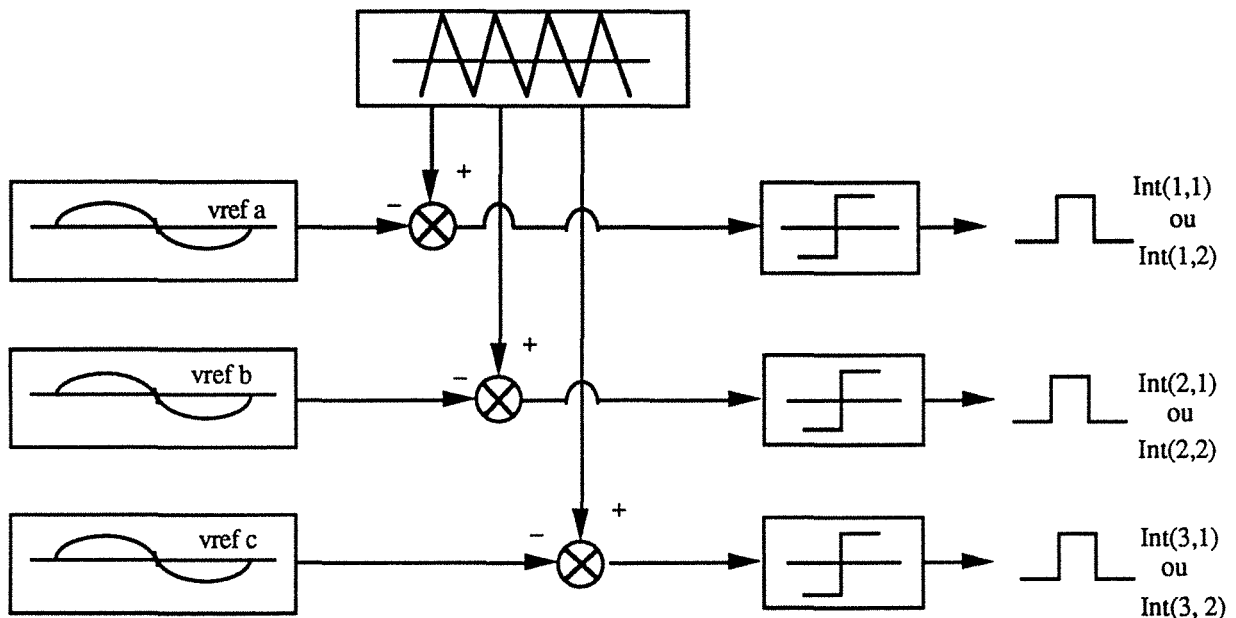 +
−
vref a
Int(1,1)
ou
Int(1,2)
+
−
vref b
Int(2,1)
ou
Int(2,2)
+
−
vref c
Int(3,1)
ou
Int(3, 2)